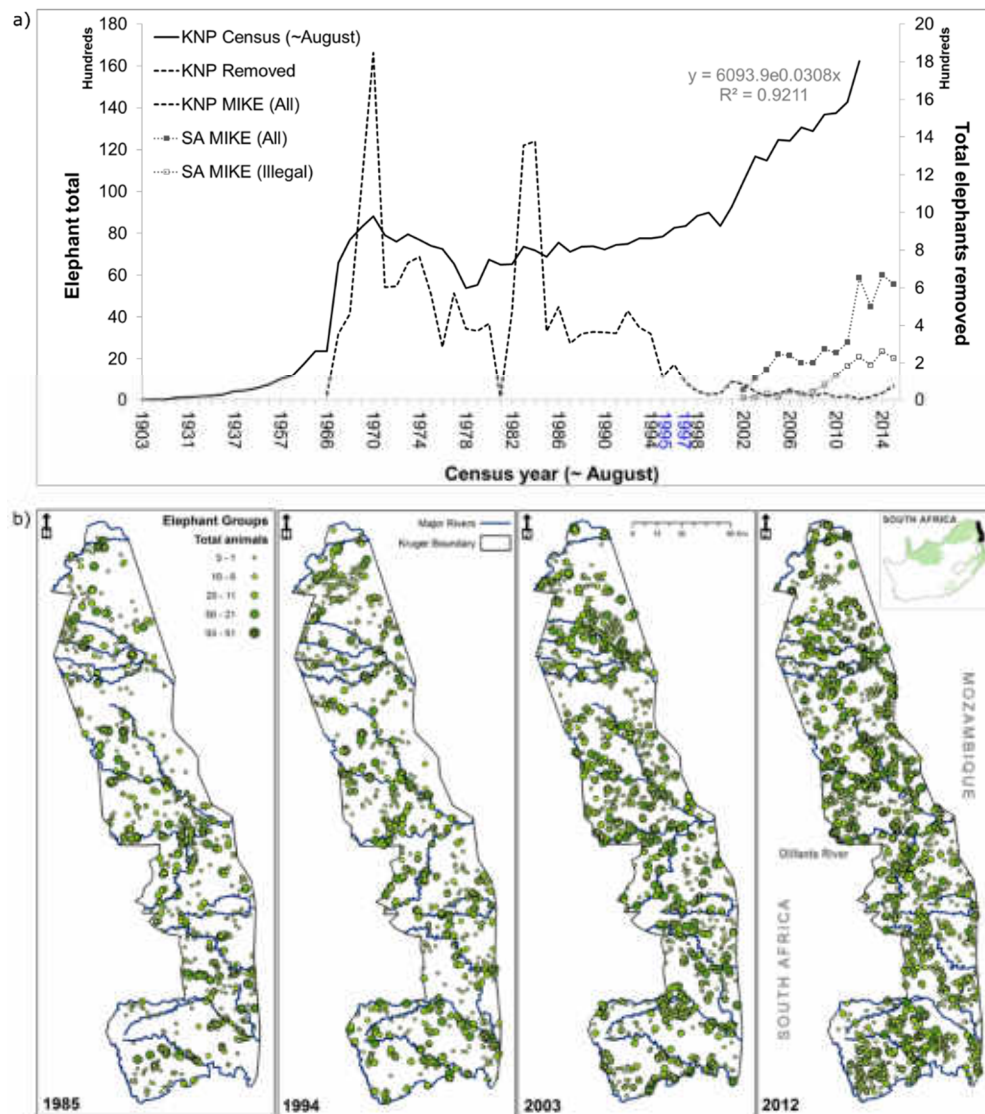 a)
180
160
140
120
100
80
60
40
20
0
Hundreds
Elephant total
KNP Census (~August)
KNP Removed
KNP MIKE (All)
SA MIKE (All)
SA MIKE (Illegal)
y = 6093.9e0.0308x
R² = 0.9211
20
18
16
14
12
10
8
6
4
2
0
Hundreds
Total elephants removed
1903
1931
1937
1957
1966
1970
1974
1978
1982
1986
1990
1994
1995
1997
1998
2002
2006
2010
2014
Census year (~ August)
b)
Elephant Groups
Total animals
Major Rivers
Kruger Boundary
SOUTH AFRICA
MOZAMBIQUE
Olifants River
SOUTH AFRICA
1985
1994
2003
2012